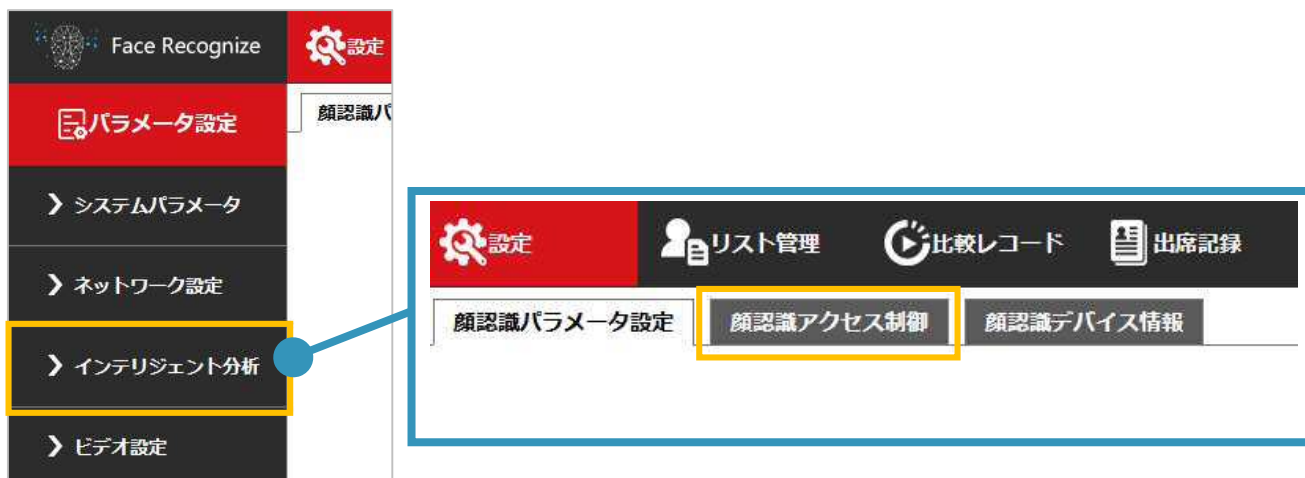 Face Recognize
設定
パラメータ設定
顔認識パ
システムパラメータ
ネットワーク設定
インテリジェント分析
ビデオ設定
設定
リスト管理
比較レコード
出席記録
顔認識パラメータ設定
顔認識アクセス制御
顔認識デバイス情報